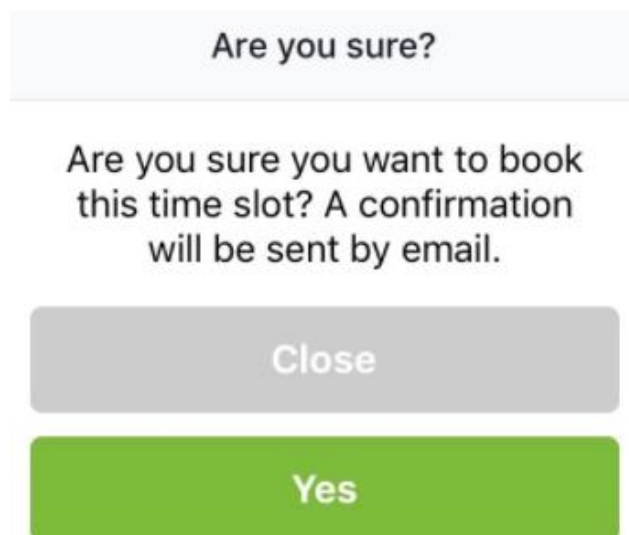 Are you sure?
Are you sure you want to book
this time slot? A confirmation
will be sent by email.
Close
Yes